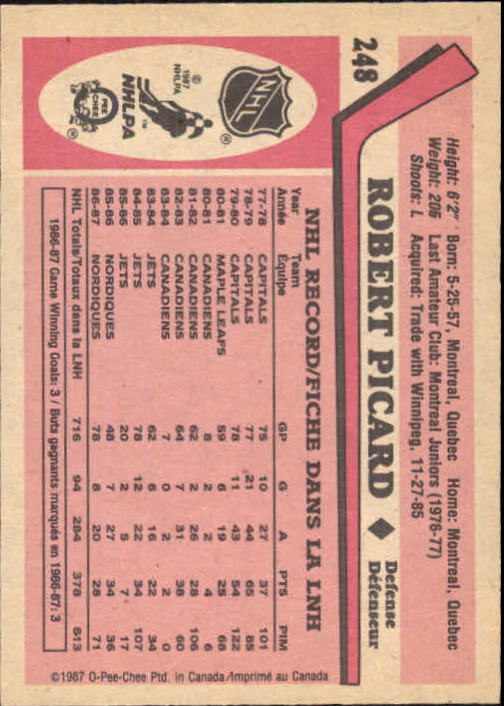 248
ROBERT PICARD ◆ Defense
Défenseur
Height: 6'2" Born: 5-25-57, Montreal, Quebec Home: Montreal, Quebec
Weight: 206 Last Amateur Club: Montreal Juniors (1976-77)
Shoots: L Acquired: Trade with Winnipeg, 11-27-85
NHL
®
© 1987 NHLPA
NHLPA
TM
O PEE CHEE
®
NHL RECORD/FICHE DANS LA LNH
Year Team GP G A PTS PIM
Année Équipe
77-78 CAPITALS 75 10 27 37 101
78-79 CAPITALS 77 21 44 65 85
79-80 CAPITALS 78 11 43 54 122
80-81 MAPLE LEAFS 59 6 19 25 68
80-81 CANADIENS 8 2 2 4 6
81-82 CANADIENS 62 2 26 28 106
82-83 CANADIENS 64 7 31 38 60
83-84 CANADIENS 7 0 2 2 0
83-84 JETS 62 6 16 22 34
84-85 JETS 78 12 22 34 107
85-86 JETS 20 2 5 7 17
85-86 NORDIQUES 48 7 27 34 36
86-87 NORDIQUES 78 8 20 28 71
NHL Totals/Totaux dans la LNH 716 94 284 378 813
1986-87 Game Winning Goals: 3 / Buts gagnants marqués en 1986-87: 3
©1987 O-Pee-Chee Ptd. in Canada/Imprimé au Canada